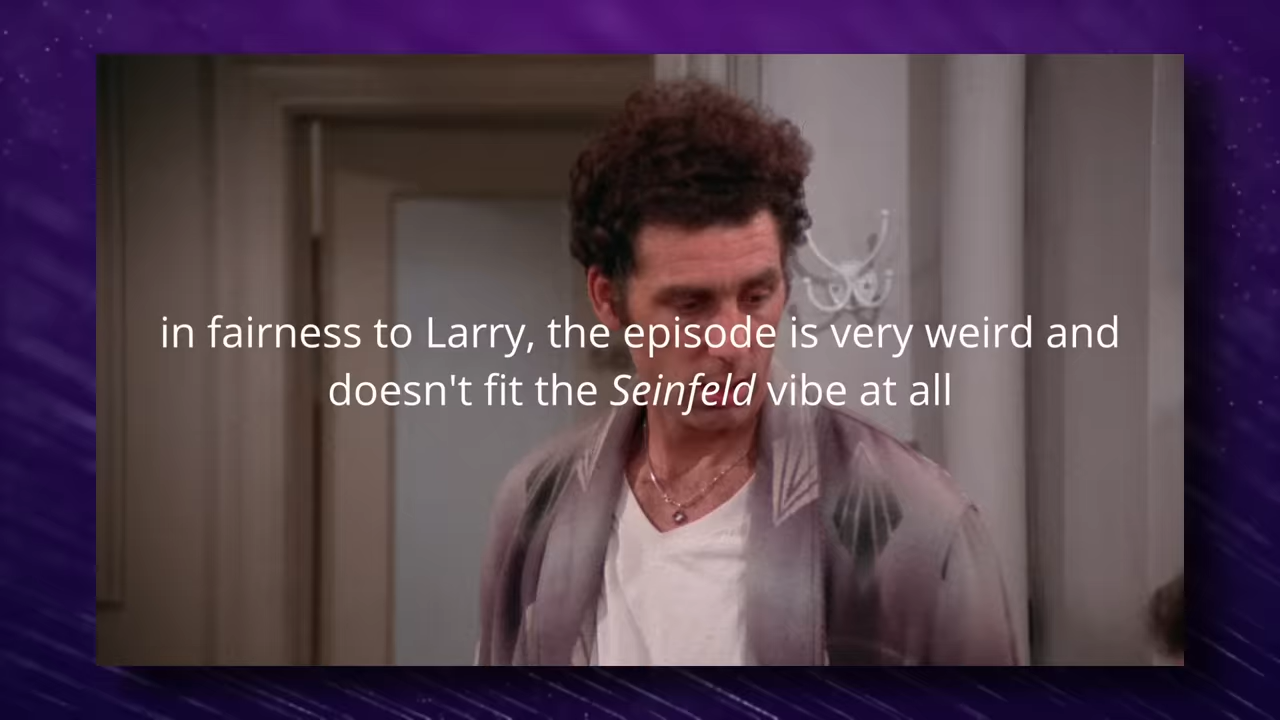 in fairness to Larry, the episode is very weird and
doesn't fit the Seinfeld vibe at all